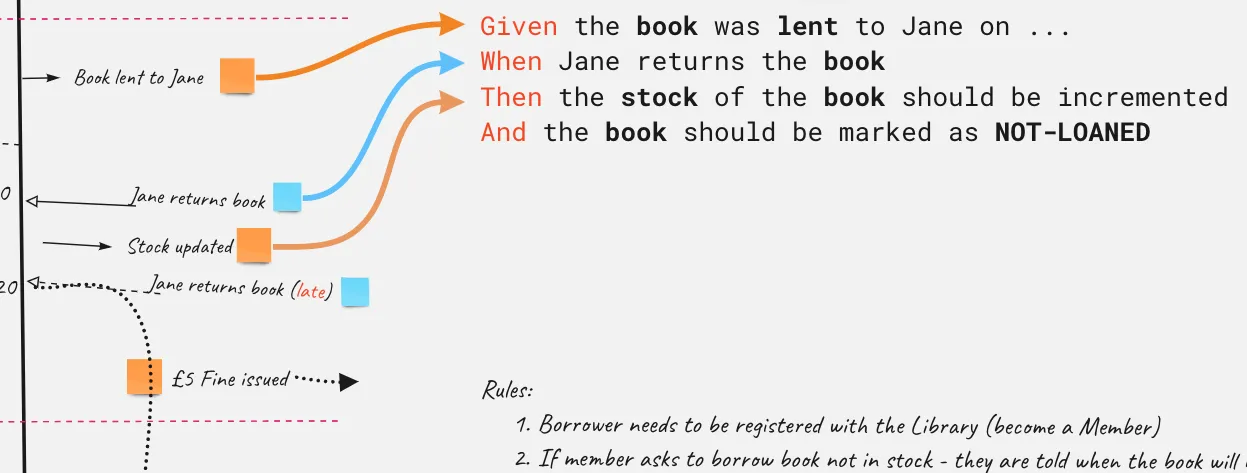 Given the book was lent to Jane on ...
When Jane returns the book
Then the stock of the book should be incremented
And the book should be marked as NOT-LOANED
Book lent to Jane
0
Jane returns book
Stock updated
20
Jane returns book (late)
£5 Fine issued
Rules:
1. Borrower needs to be registered with the Library (become a Member)
2. If member asks to borrow book not in stock - they are told when the book will